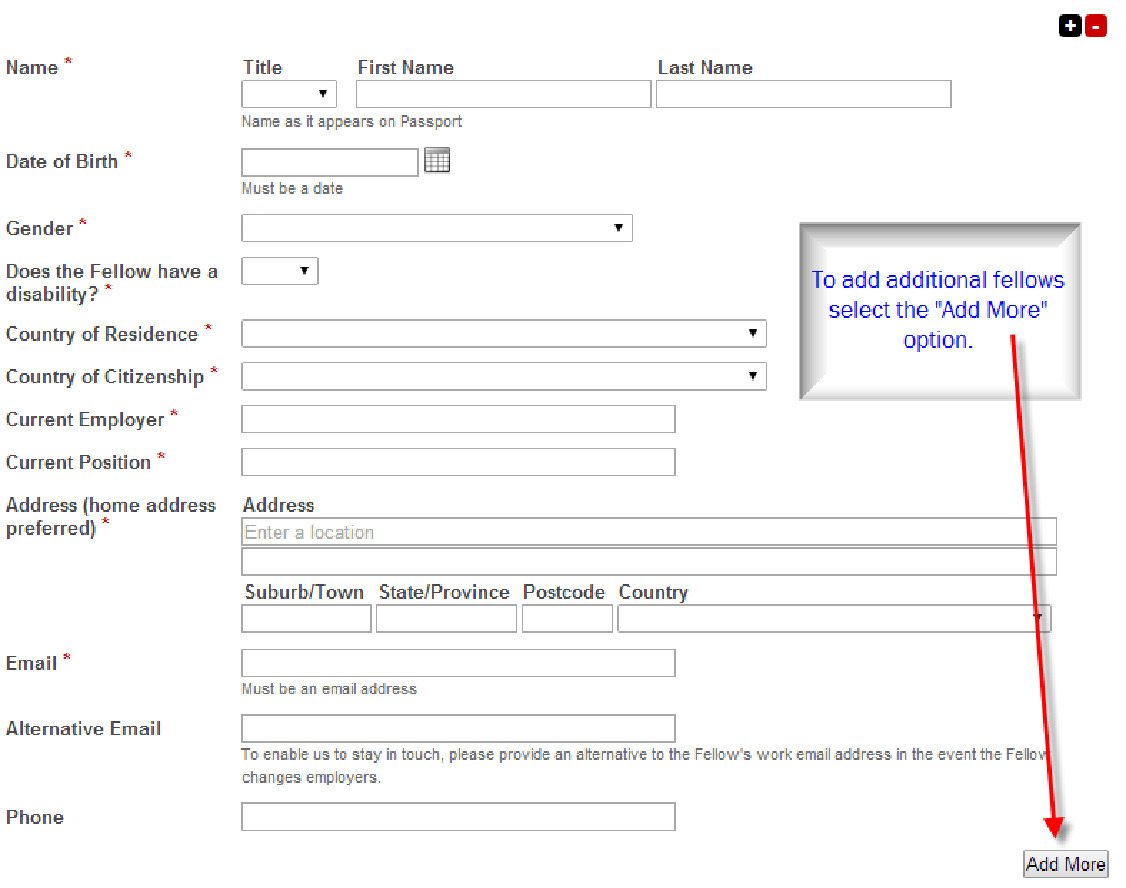 + -
Name * Title First Name Last Name
Name as it appears on Passport
Date of Birth *
Must be a date
Gender *
Does the Fellow have a
disability? *
To add additional fellows
select the "Add More"
option.
Country of Residence *
Country of Citizenship *
Current Employer *
Current Position *
Address (home address
preferred) *
Address
Enter a location
Suburb/Town State/Province Postcode Country
Email *
Must be an email address
Alternative Email
To enable us to stay in touch, please provide an alternative to the Fellow's work email address in the event the Fellow
changes employers.
Phone
Add More